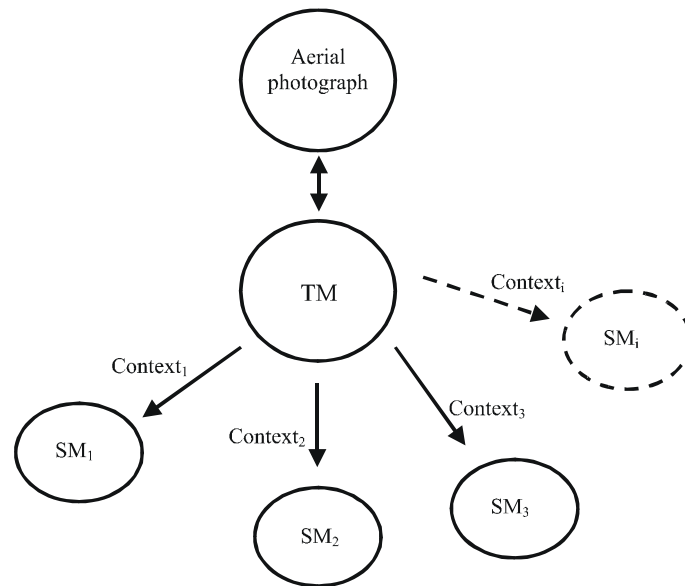 Aerial
photograph
TM
Contextᵢ
SMᵢ
Context₁
Context₃
Context₂
SM₁
SM₃
SM₂